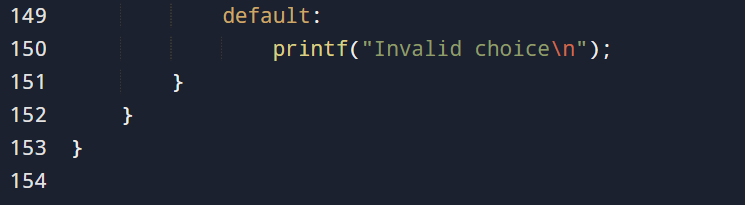 149 default:
150 printf("Invalid choice\n");
151 }
152 }
153 }
154